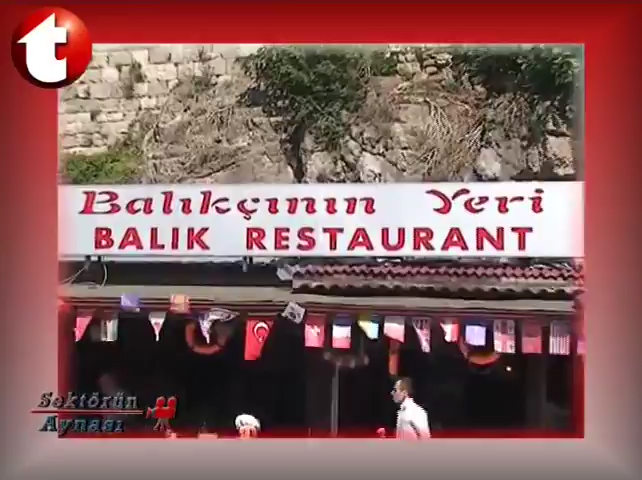 t
Balıkçının Yeri
BALIK RESTAURANT
Sektörün
Aynası